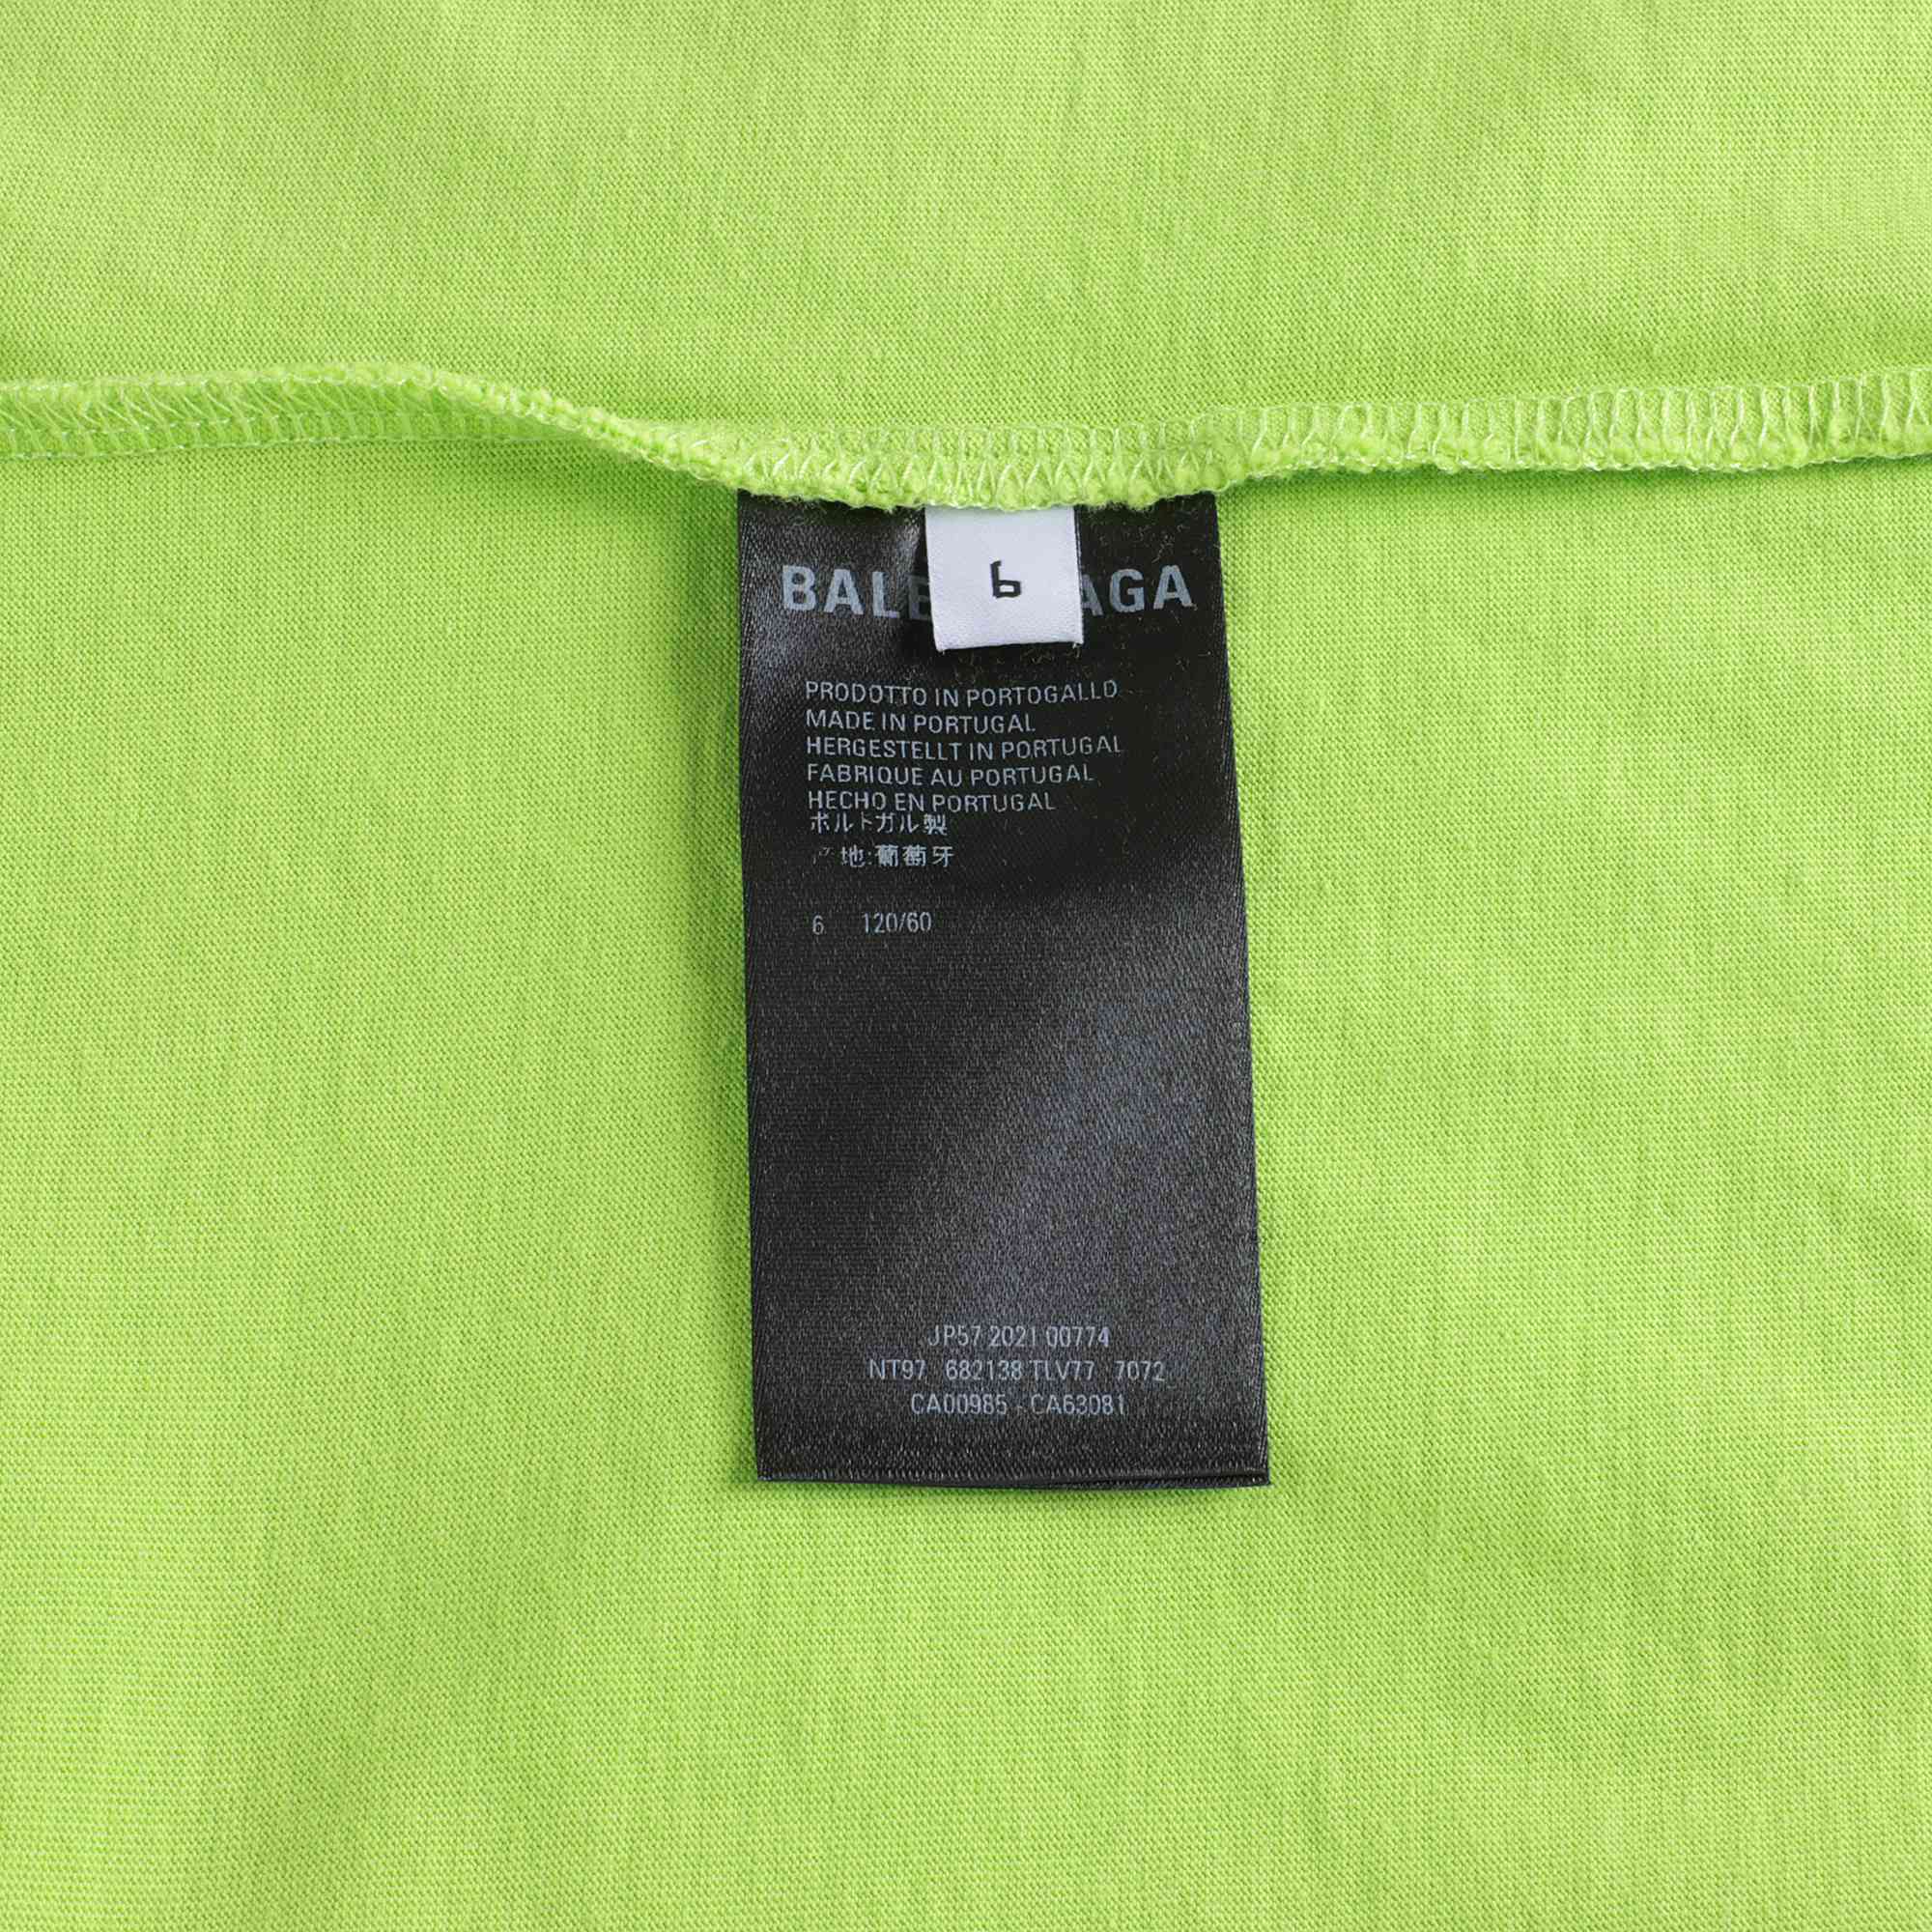 6
PRODOTTO IN PORTOGALLO
MADE IN PORTUGAL
HERGESTELLT IN PORTUGAL
FABRIQUE AU PORTUGAL
HECHO EN PORTUGAL
ポルトガル製
产地:葡萄牙
6 120/60
JP57 2021 00774
NT97 682138 TLV77 7072
CA00985 - CA63081